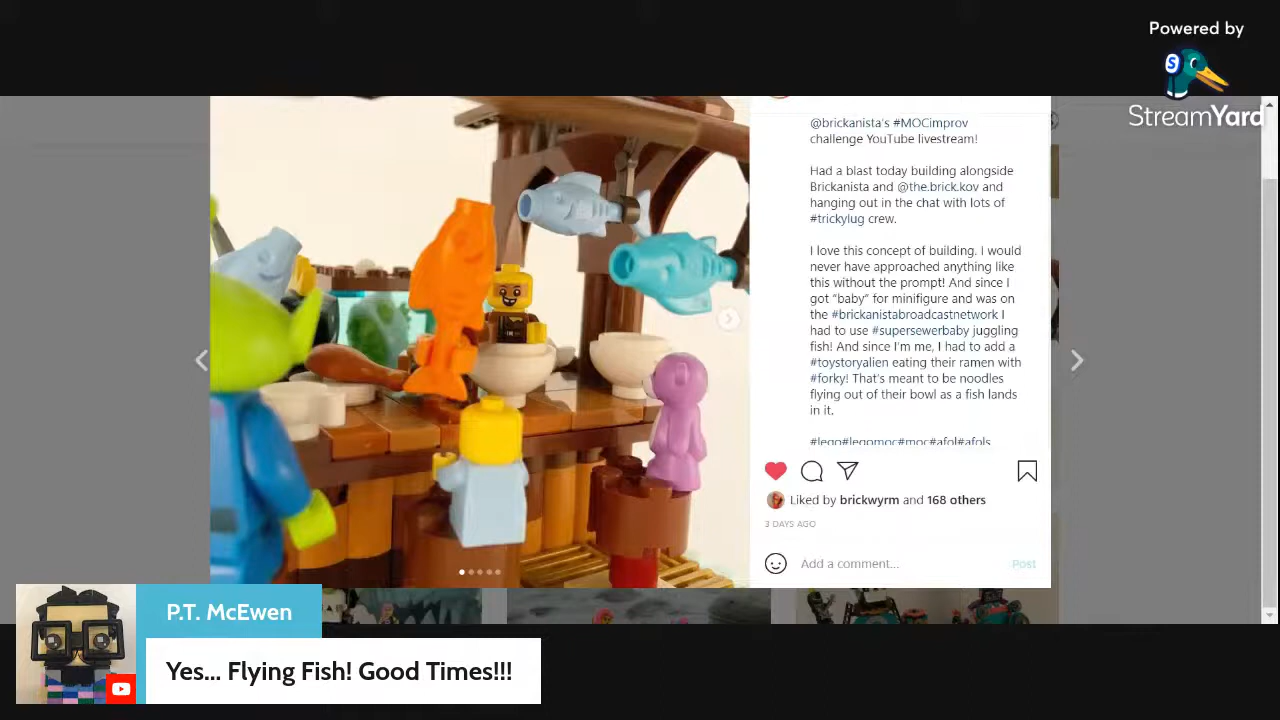 Powered by
StreamYard
@brickanista's #MOCimprov
challenge YouTube livestream!
Had a blast today building alongside
Brickanista and @the.brick.kov and
hanging out in the chat with lots of
#trickylug crew.
I love this concept of building. I would
never have approached anything like
this without the prompt! And since I
got “baby” for minifigure and was on
the #brickanistabroadcastnetwork I
had to use #supersewerbaby juggling
fish! And since I'm me, I had to add a
#toystoryalien eating their ramen with
#forky! That's meant to be noodles
flying out of their bowl as a fish lands
in it.
#lego#legomoc#moc#afol#afols
Liked by brickwyrm and 168 others
3 DAYS AGO
Add a comment...
Post
P.T. McEwen
Yes... Flying Fish! Good Times!!!